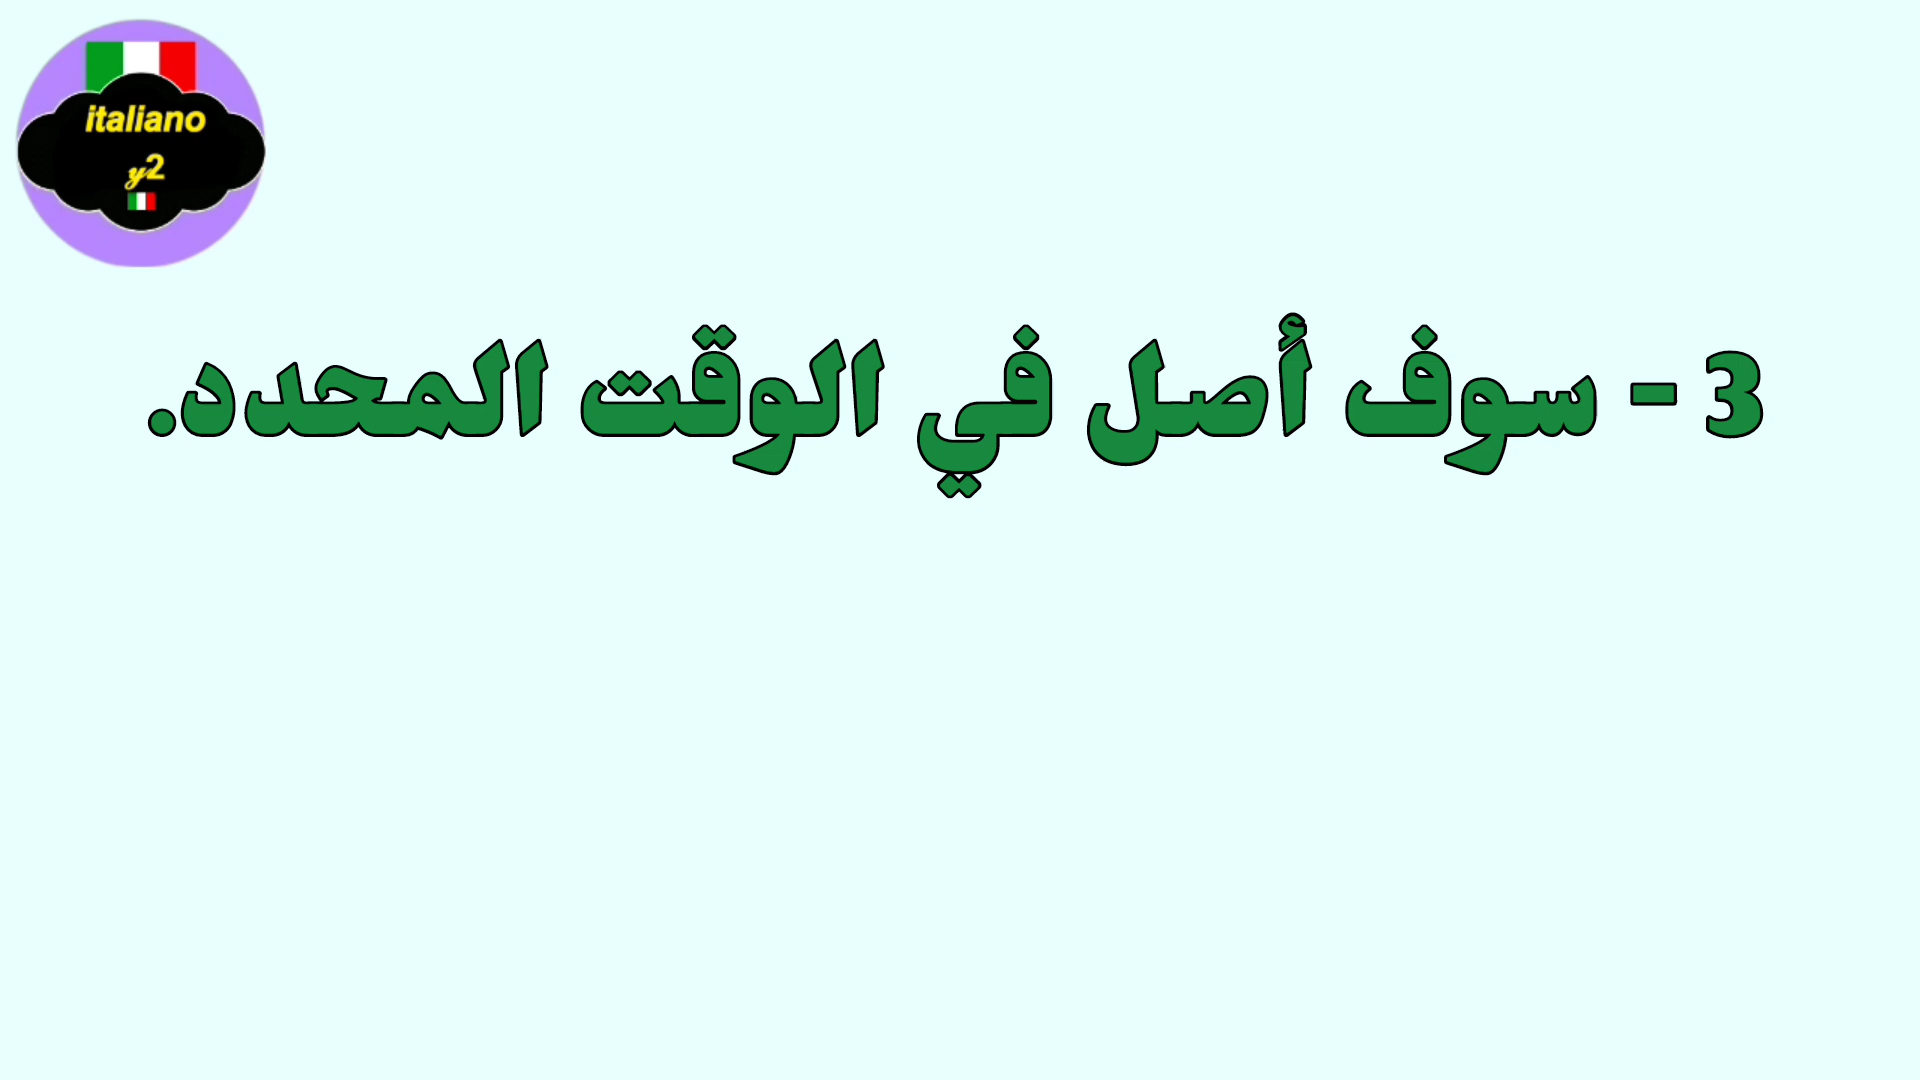 italiano
y2
3 - سوف أصل في الوقت المحدد.